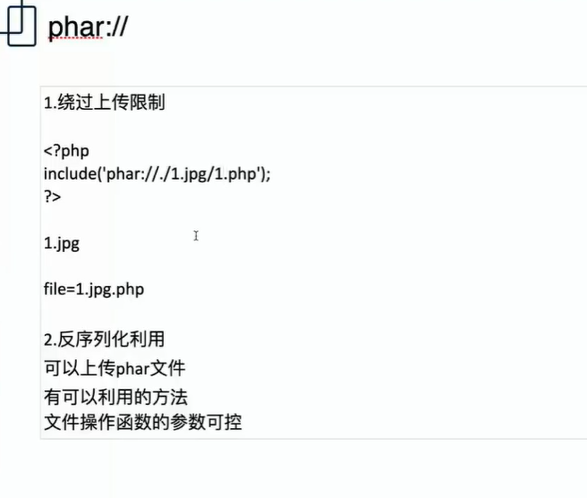 phar://
1.绕过上传限制
<?php
include('phar://./1.jpg/1.php');
?>
1.jpg
file=1.jpg.php
2.反序列化利用
可以上传phar文件
有可以利用的方法
文件操作函数的参数可控